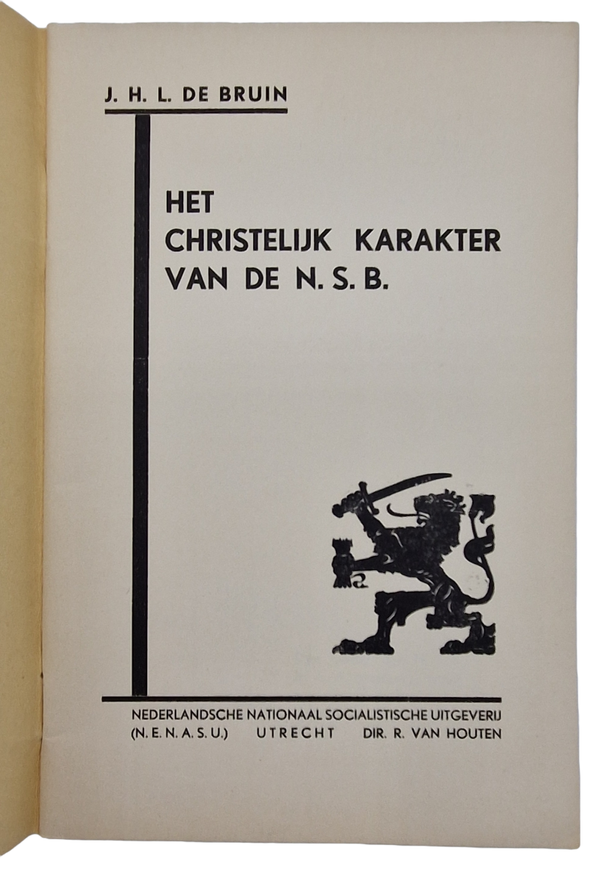 J. H. L. DE BRUIN
HET
CHRISTELIJK KARAKTER
VAN DE N. S. B.
NEDERLANDSCHE NATIONAAL SOCIALISTISCHE UITGEVERIJ
(N. E. N. A. S. U.) UTRECHT DIR. R. VAN HOUTEN